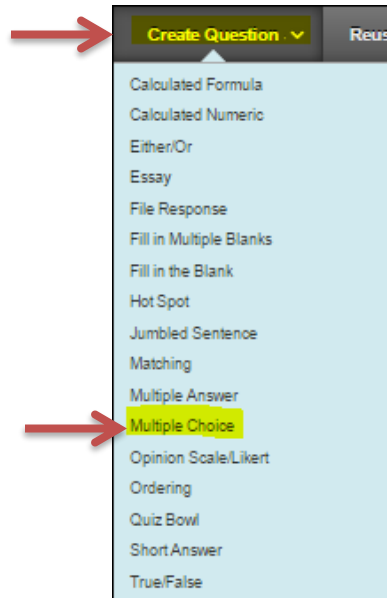 Create Question Reus
Calculated Formula
Calculated Numeric
Either/Or
Essay
File Response
Fill in Multiple Blanks
Fill in the Blank
Hot Spot
Jumbled Sentence
Matching
Multiple Answer
Multiple Choice
Opinion Scale/Likert
Ordering
Quiz Bowl
Short Answer
True/False